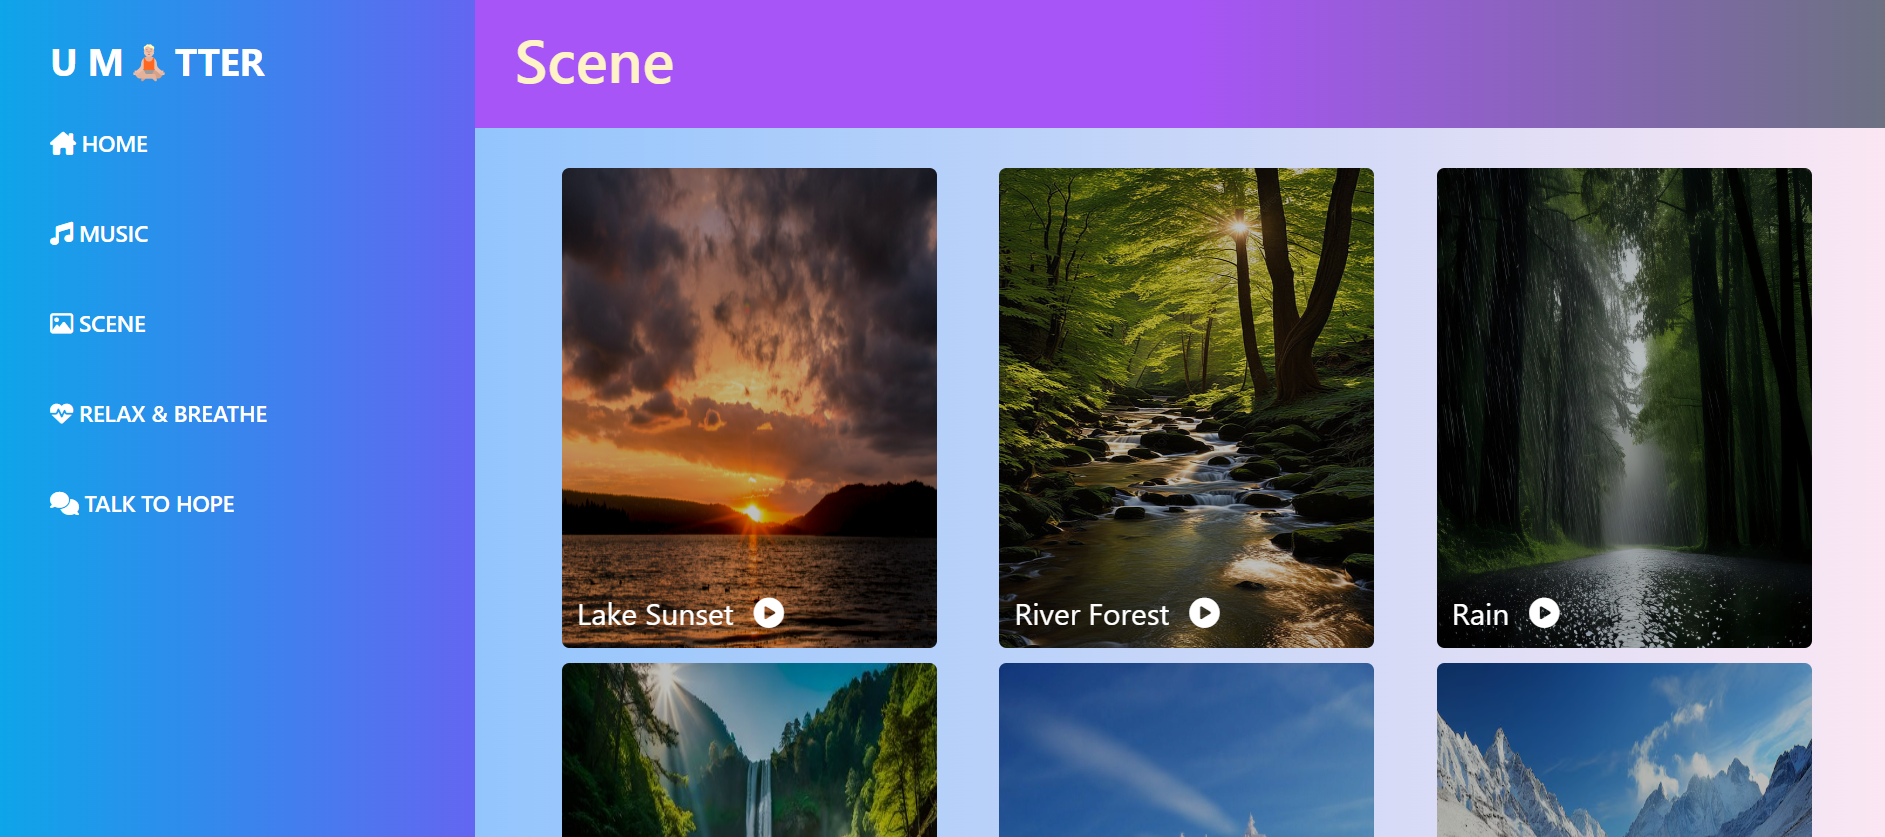 U M TTER
HOME
MUSIC
SCENE
RELAX & BREATHE
TALK TO HOPE
Scene
Lake Sunset
River Forest
Rain